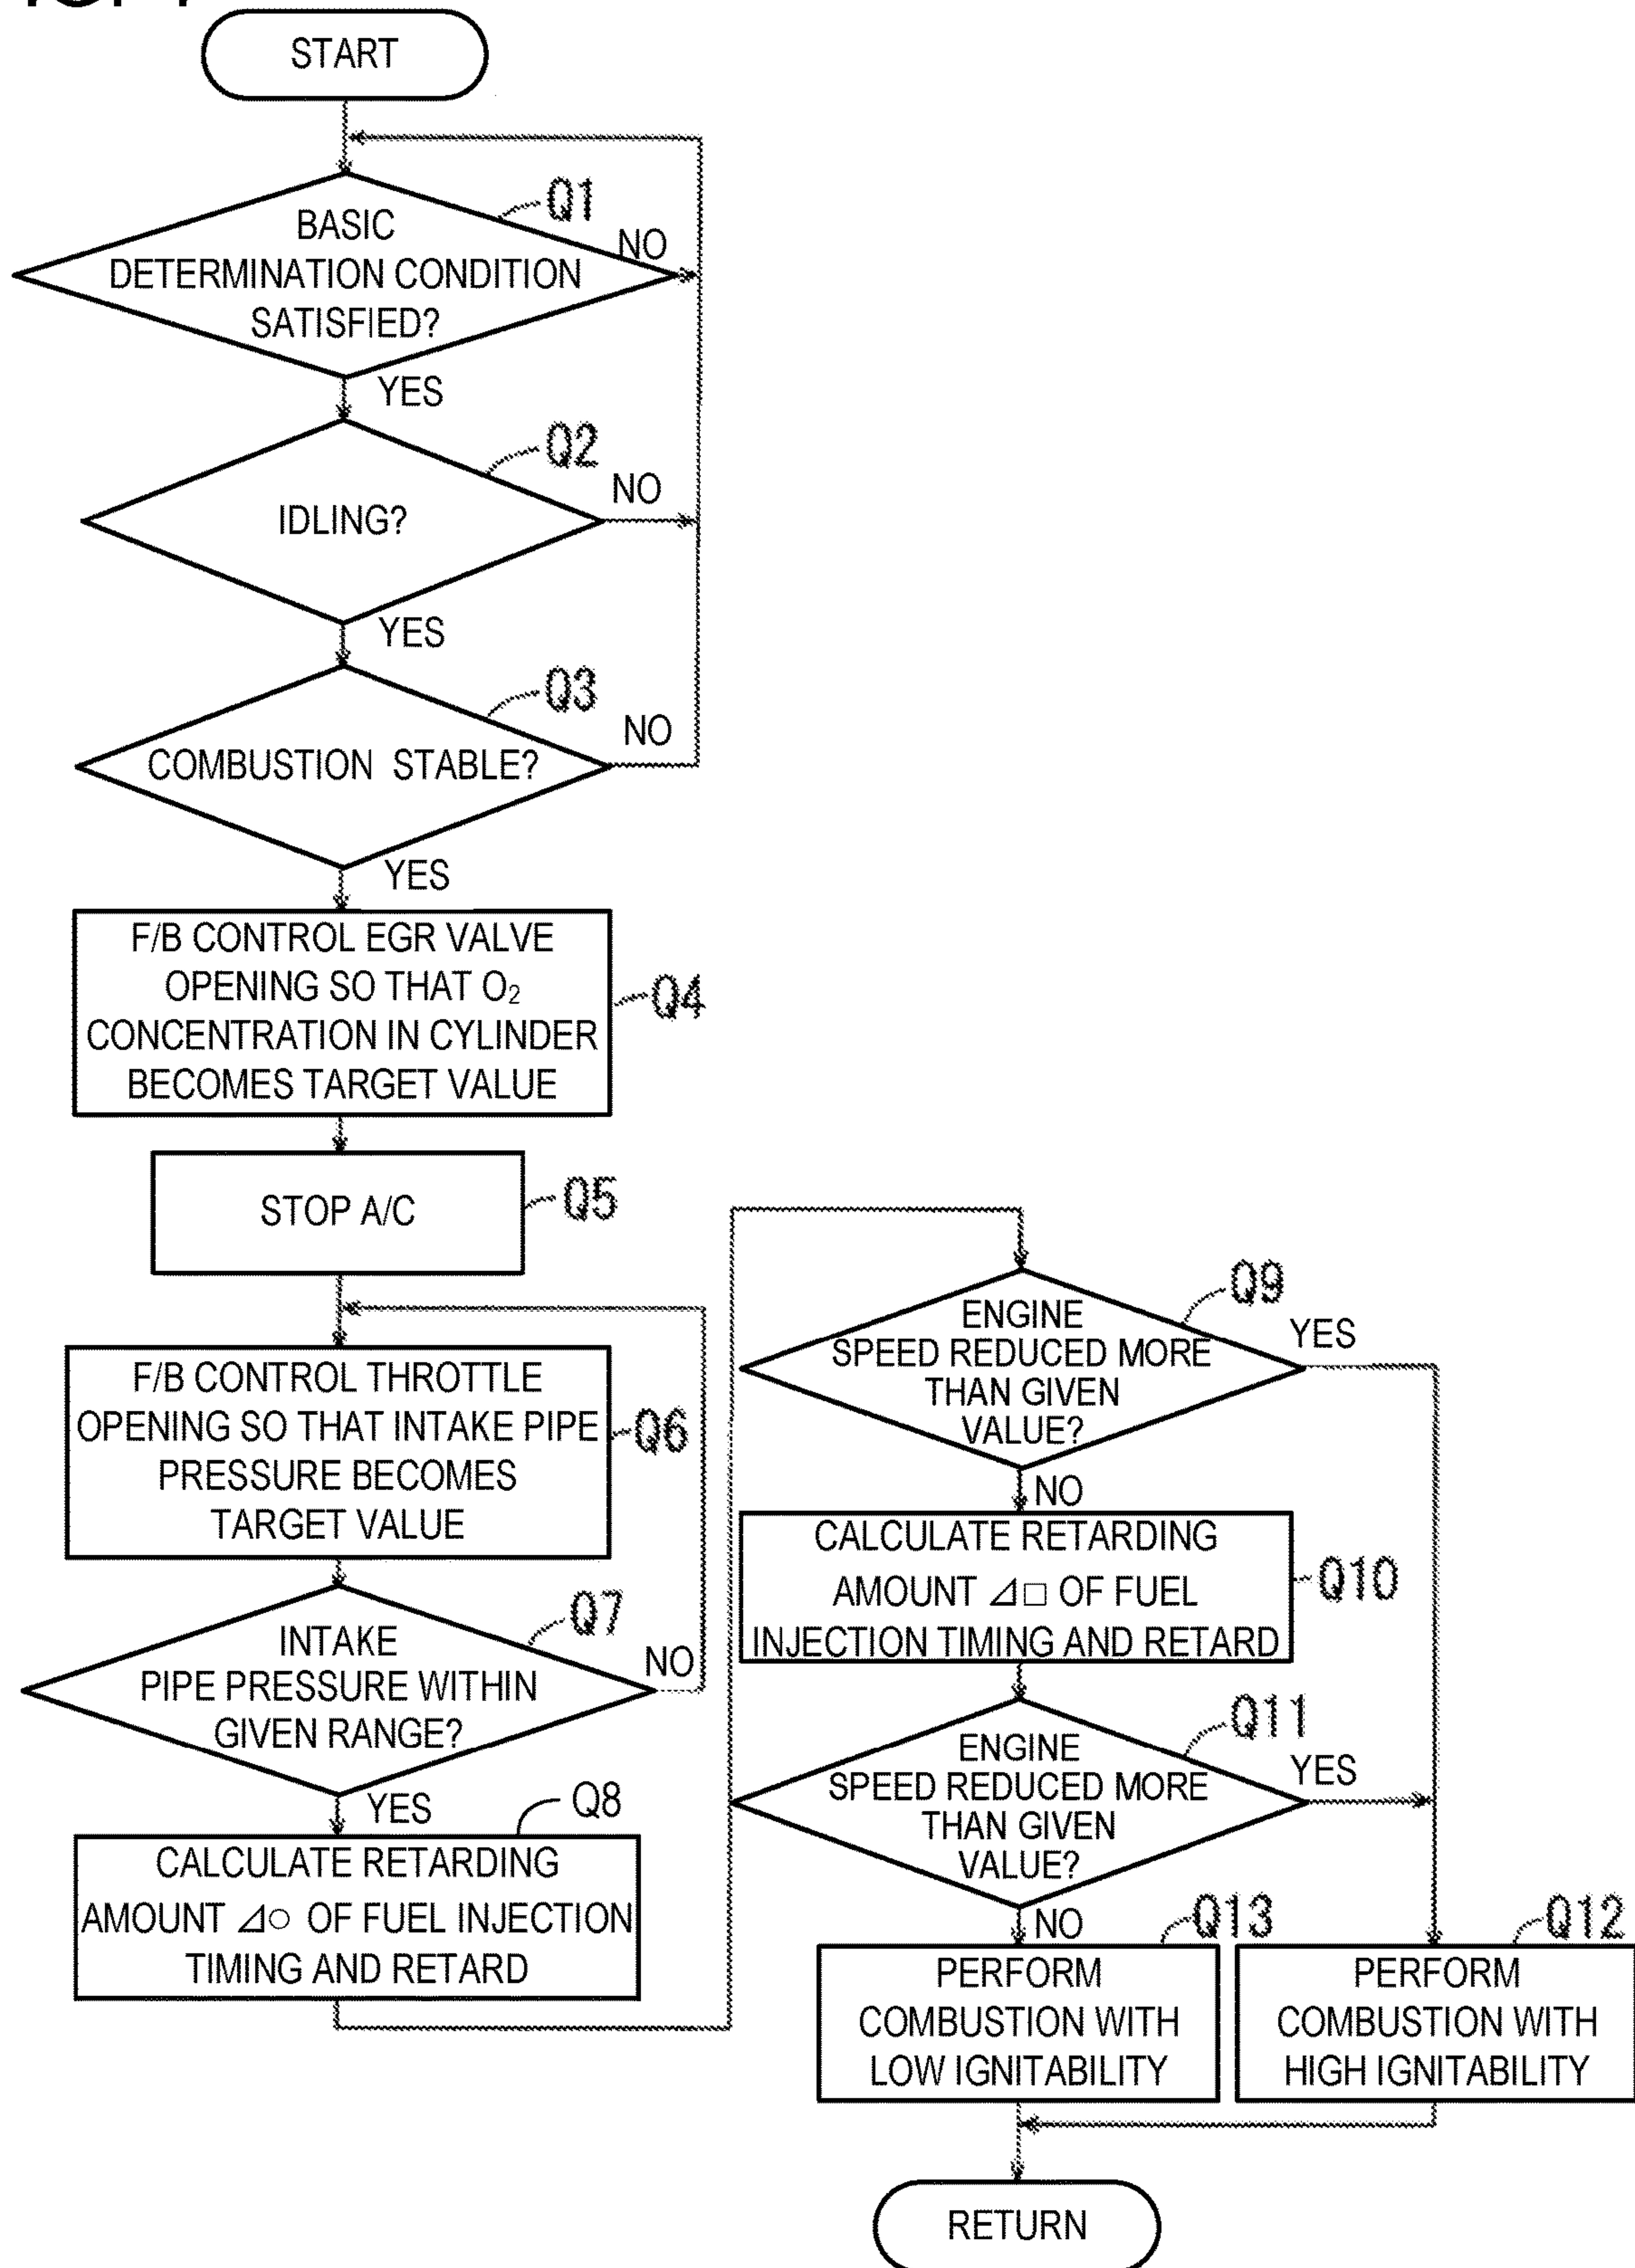 START
BASIC
DETERMINATION CONDITION
SATISFIED?
Q1
NO
YES
IDLING?
Q2
NO
YES
COMBUSTION STABLE?
Q3
NO
YES
F/B CONTROL EGR VALVE
OPENING SO THAT O₂
CONCENTRATION IN CYLINDER
BECOMES TARGET VALUE
Q4
STOP A/C
Q5
F/B CONTROL THROTTLE
OPENING SO THAT INTAKE PIPE
PRESSURE BECOMES
TARGET VALUE
Q6
INTAKE
PIPE PRESSURE WITHIN
GIVEN RANGE?
Q7
NO
YES
Q8
CALCULATE RETARDING
AMOUNT ⊿○ OF FUEL INJECTION
TIMING AND RETARD
ENGINE
SPEED REDUCED MORE
THAN GIVEN
VALUE?
Q9
YES
NO
CALCULATE RETARDING
AMOUNT ⊿□ OF FUEL
INJECTION TIMING AND RETARD
Q10
ENGINE
SPEED REDUCED MORE
THAN GIVEN
VALUE?
Q11
YES
NO
Q13
PERFORM
COMBUSTION WITH
LOW IGNITABILITY
Q12
PERFORM
COMBUSTION WITH
HIGH IGNITABILITY
RETURN